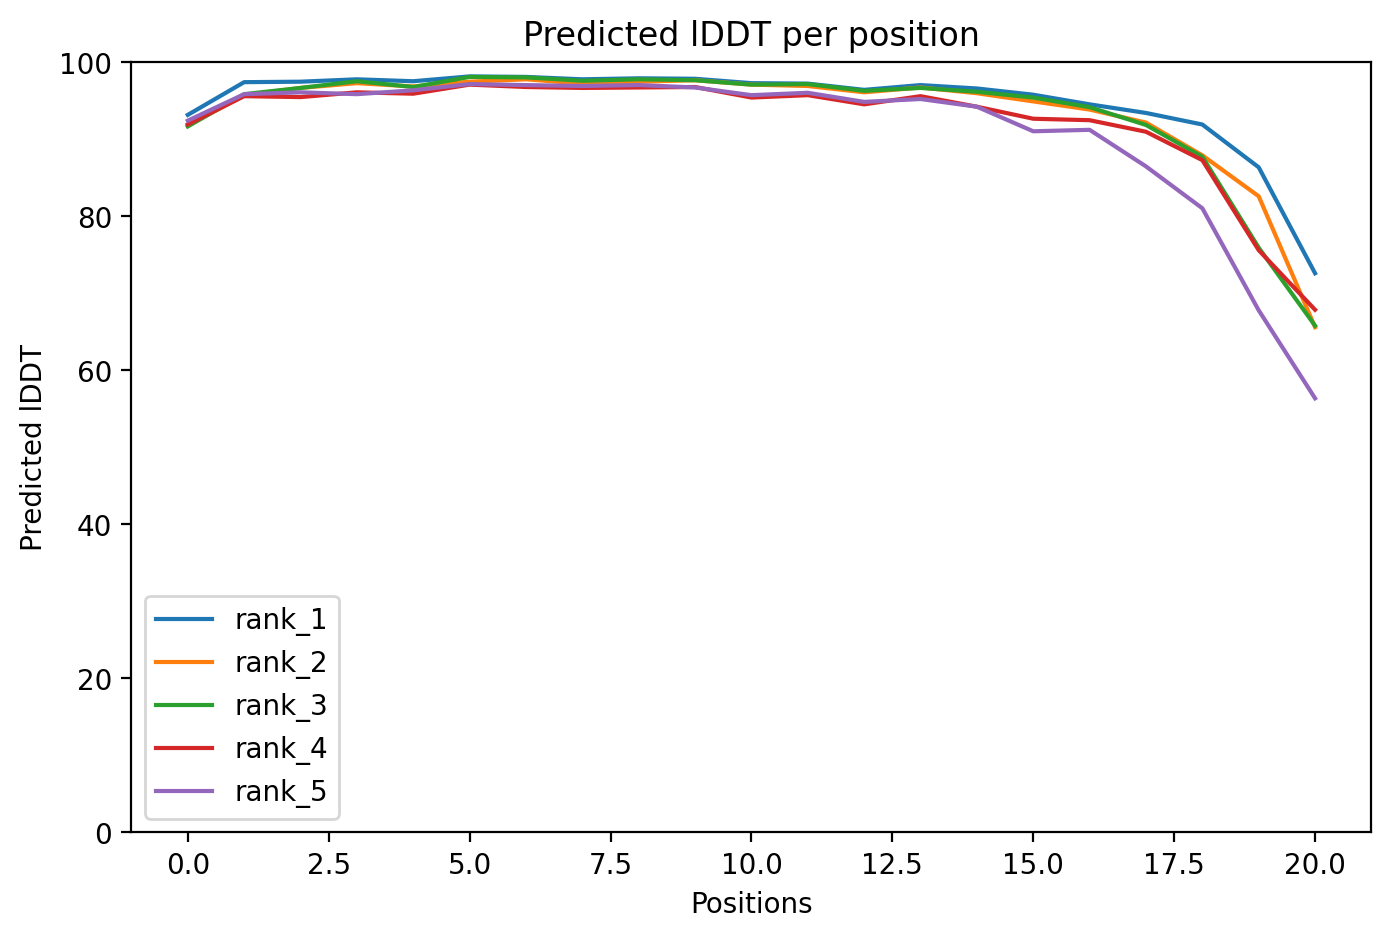 Predicted lDDT per position
100
80
60
40
20
0
Predicted lDDT
rank_1
rank_2
rank_3
rank_4
rank_5
0.0 2.5 5.0 7.5 10.0 12.5 15.0 17.5 20.0
Positions